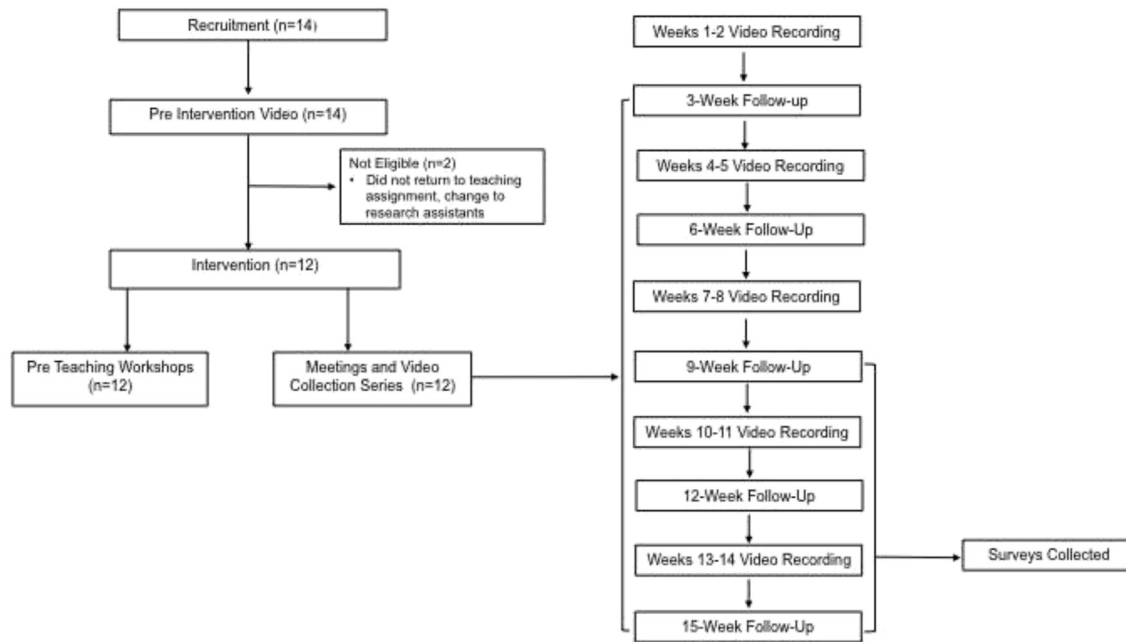 Recruitment (n=14)
Pre Intervention Video (n=14)
Not Eligible (n=2)
• Did not return to teaching
assignment, change to
research assistants
Intervention (n=12)
Pre Teaching Workshops
(n=12)
Meetings and Video
Collection Series (n=12)
Weeks 1-2 Video Recording
3-Week Follow-up
Weeks 4-5 Video Recording
6-Week Follow-Up
Weeks 7-8 Video Recording
9-Week Follow-Up
Weeks 10-11 Video Recording
12-Week Follow-Up
Weeks 13-14 Video Recording
15-Week Follow-Up
Surveys Collected